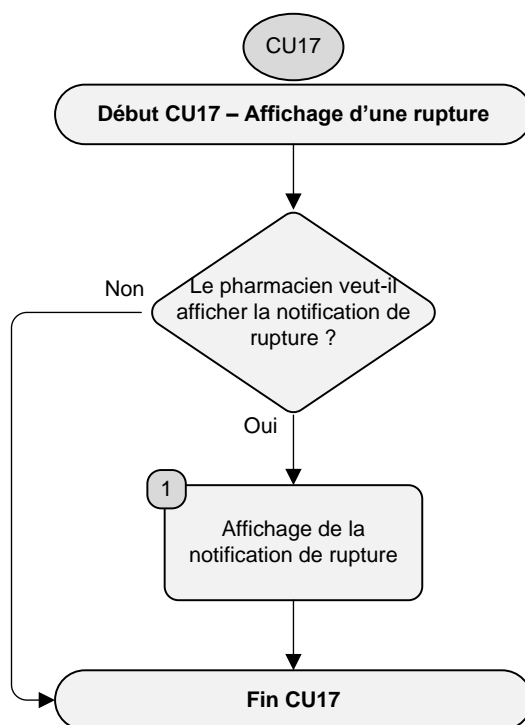 CU17
Début CU17 – Affichage d’une rupture
Le pharmacien veut-il
afficher la notification de
rupture ?
Non
Oui
1
Affichage de la
notification de rupture
Fin CU17